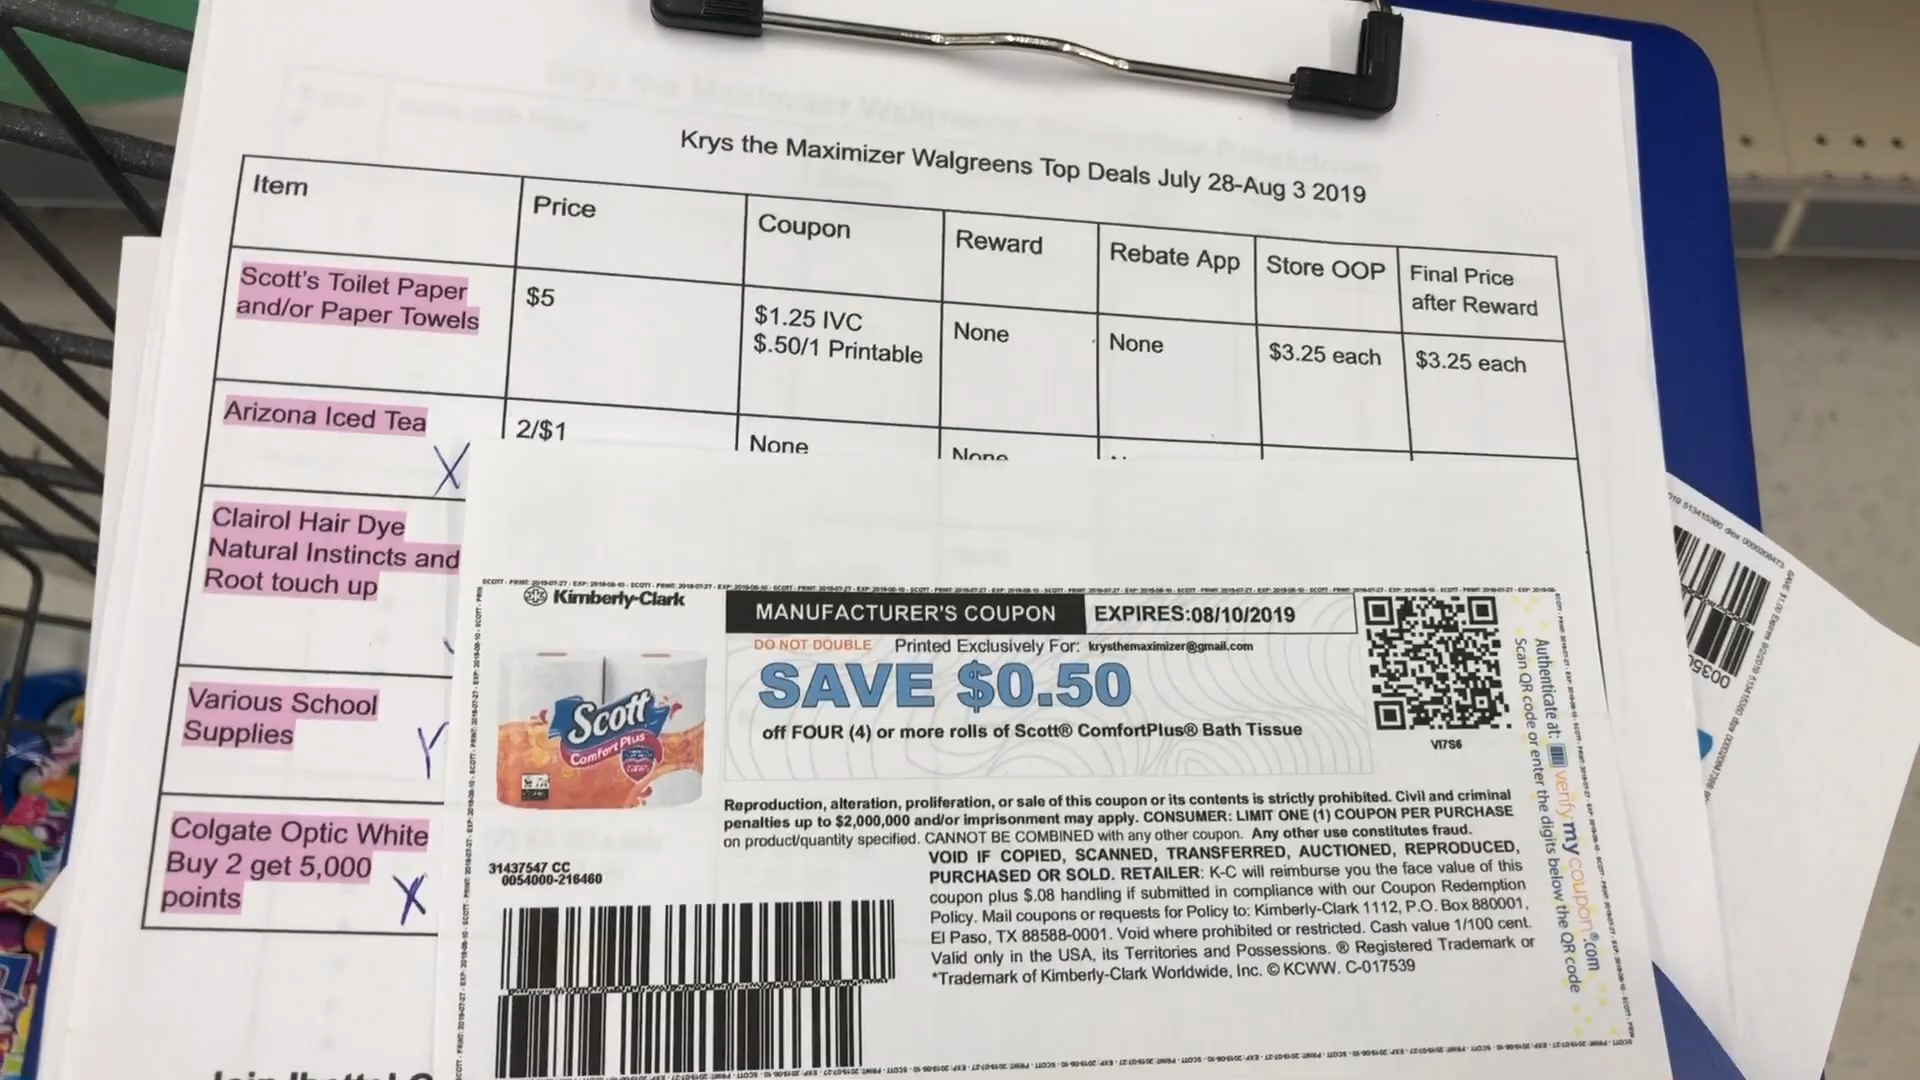 Krys the Maximizer Walgreens Top Deals July 28-Aug 3 2019
Item
Price
Coupon
Reward
Rebate App
Store OOP
Final Price
after Reward
Scott's Toilet Paper
and/or Paper Towels
$5
$1.25 IVC
$.50/1 Printable
None
None
$3.25 each
$3.25 each
Arizona Iced Tea
X
2/$1
None
None
Clairol Hair Dye
Natural Instincts and
Root touch up
Various School
Supplies
Colgate Optic White
Buy 2 get 5,000
points
X
Kimberly-Clark
MANUFACTURER'S COUPON
EXPIRES:08/10/2019
DO NOT DOUBLE Printed Exclusively For: krysthemaximizer@gmail.com
SAVE $0.50
off FOUR (4) or more rolls of Scott® ComfortPlus® Bath Tissue
Scott
Comfort Plus
VI7S6
Authenticate at: verifymycoupon®.com
Scan QR code or enter the digits below the QR code
Reproduction, alteration, proliferation, or sale of this coupon or its contents is strictly prohibited. Civil and criminal
penalties up to $2,000,000 and/or imprisonment may apply. CONSUMER: LIMIT ONE (1) COUPON PER PURCHASE
on product/quantity specified. CANNOT BE COMBINED with any other coupon. Any other use constitutes fraud.
VOID IF COPIED, SCANNED, TRANSFERRED, AUCTIONED, REPRODUCED,
PURCHASED OR SOLD. RETAILER: K-C will reimburse you the face value of this
coupon plus $.08 handling if submitted in compliance with our Coupon Redemption
Policy. Mail coupons or requests for Policy to: Kimberly-Clark 1112, P.O. Box 880001,
El Paso, TX 88588-0001. Void where prohibited or restricted. Cash value 1/100 cent.
Valid only in the USA, its Territories and Possessions. ® Registered Trademark or
*Trademark of Kimberly-Clark Worldwide, Inc. © KCWW. C-017539
31437547 CC
0054000-216460